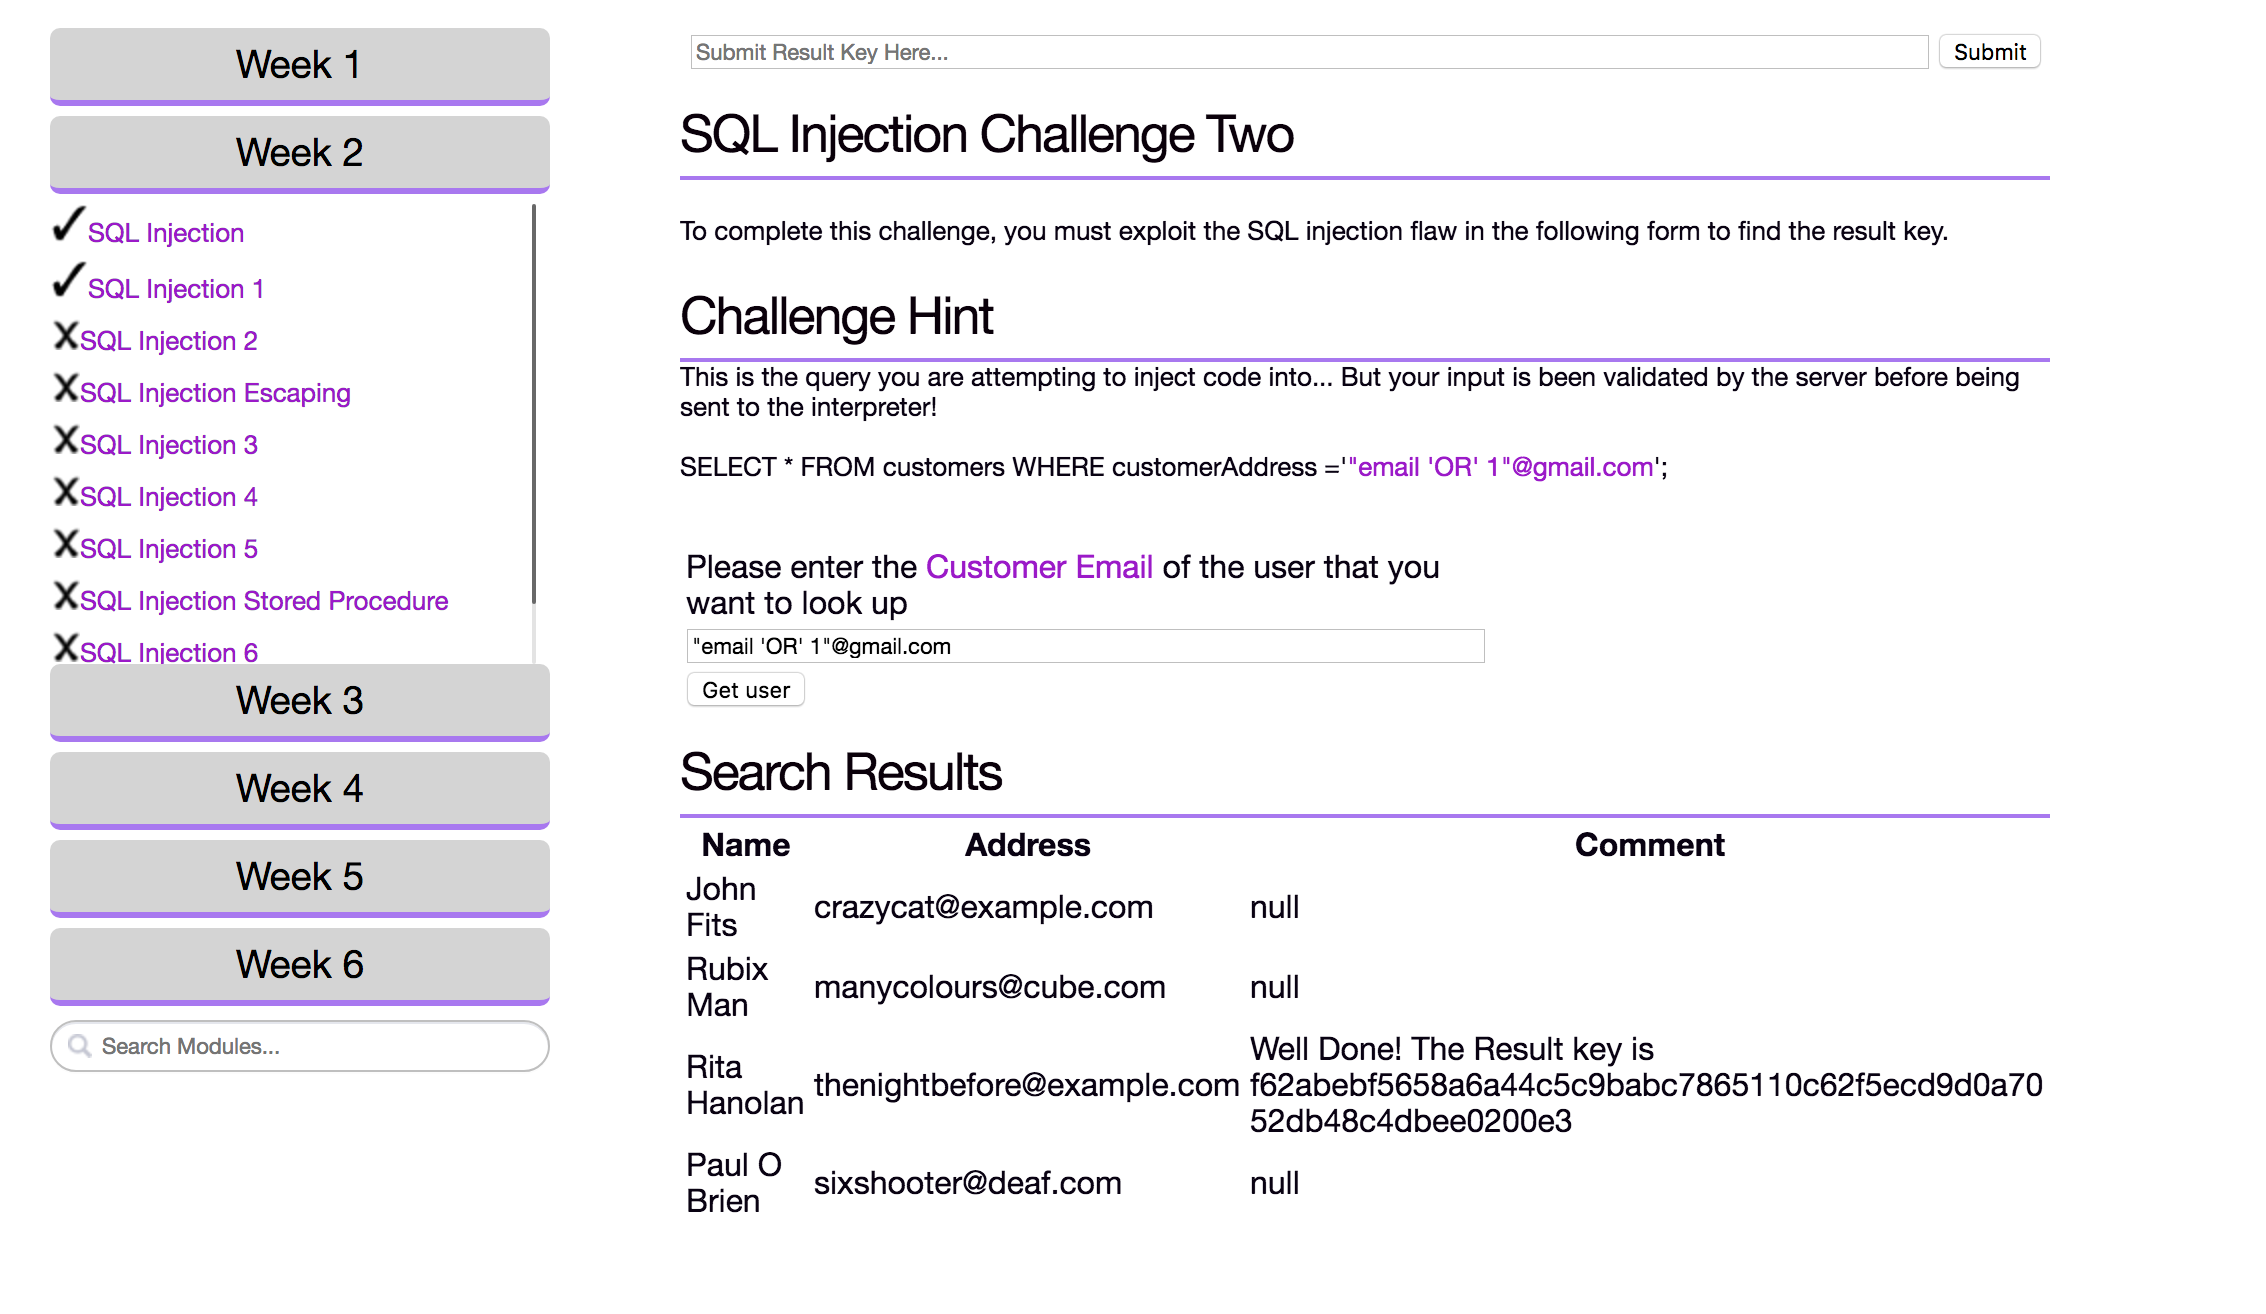 Week 1
Week 2
SQL Injection
SQL Injection 1
SQL Injection 2
SQL Injection Escaping
SQL Injection 3
SQL Injection 4
SQL Injection 5
SQL Injection Stored Procedure
SQL Injection 6
Week 3
Week 4
Week 5
Week 6
Search Modules...
Submit Result Key Here...
Submit
SQL Injection Challenge Two
To complete this challenge, you must exploit the SQL injection flaw in the following form to find the result key.
Challenge Hint
This is the query you are attempting to inject code into... But your input is been validated by the server before being
sent to the interpreter!
SELECT * FROM customers WHERE customerAddress ='"email 'OR' 1"@gmail.com';
Please enter the Customer Email of the user that you
want to look up
"email 'OR' 1"@gmail.com
Get user
Search Results
Name Address Comment
John
Fits
crazycat@example.com null
Rubix
Man
manycolours@cube.com null
Rita
Hanolan
thenightbefore@example.com
Well Done! The Result key is
f62abebf5658a6a44c5c9babc7865110c62f5ecd9d0a70
52db48c4dbee0200e3
Paul O
Brien
sixshooter@deaf.com null